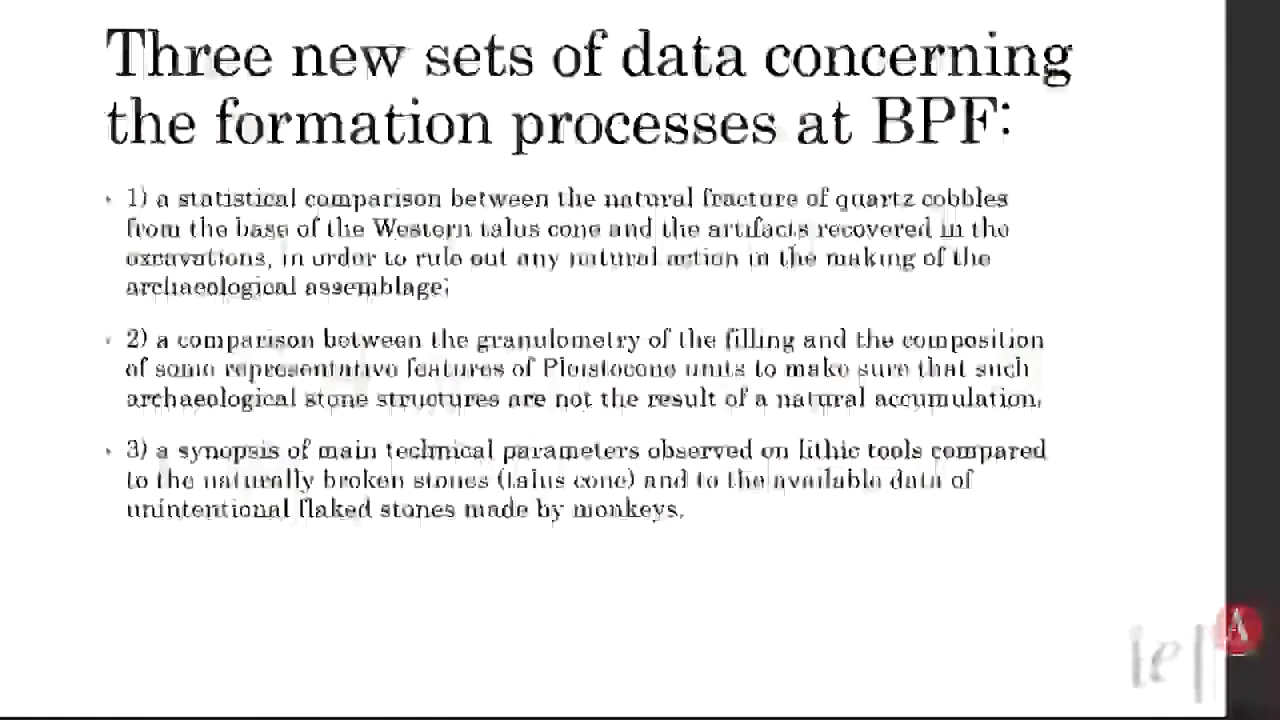 Three new sets of data concerning
the formation processes at BPF:
1) a statistical comparison between the natural fracture of quartz cobbles
from the base of the Western talus cone and the artifacts recovered in the
excavations, in order to rule out any natural action in the making of the
archaeological assemblage;
2) a comparison between the granulometry of the filling and the composition
of some representative features of Pleistocene units to make sure that such
archaeological stone structures are not the result of a natural accumulation,
3) a synopsis of main technical parameters observed on lithic tools compared
to the naturally broken stones (talus cone) and to the available data of
unintentional flaked stones made by monkeys.
A